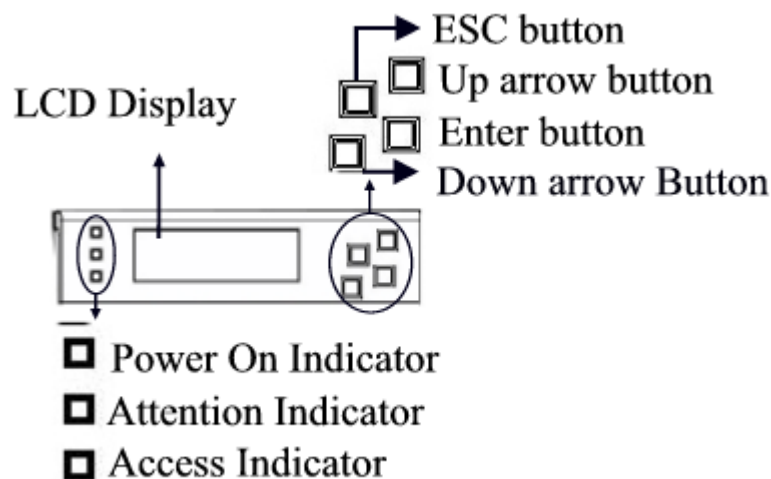 ESC button
Up arrow button
LCD Display
Enter button
Down arrow Button
Power On Indicator
Attention Indicator
Access Indicator